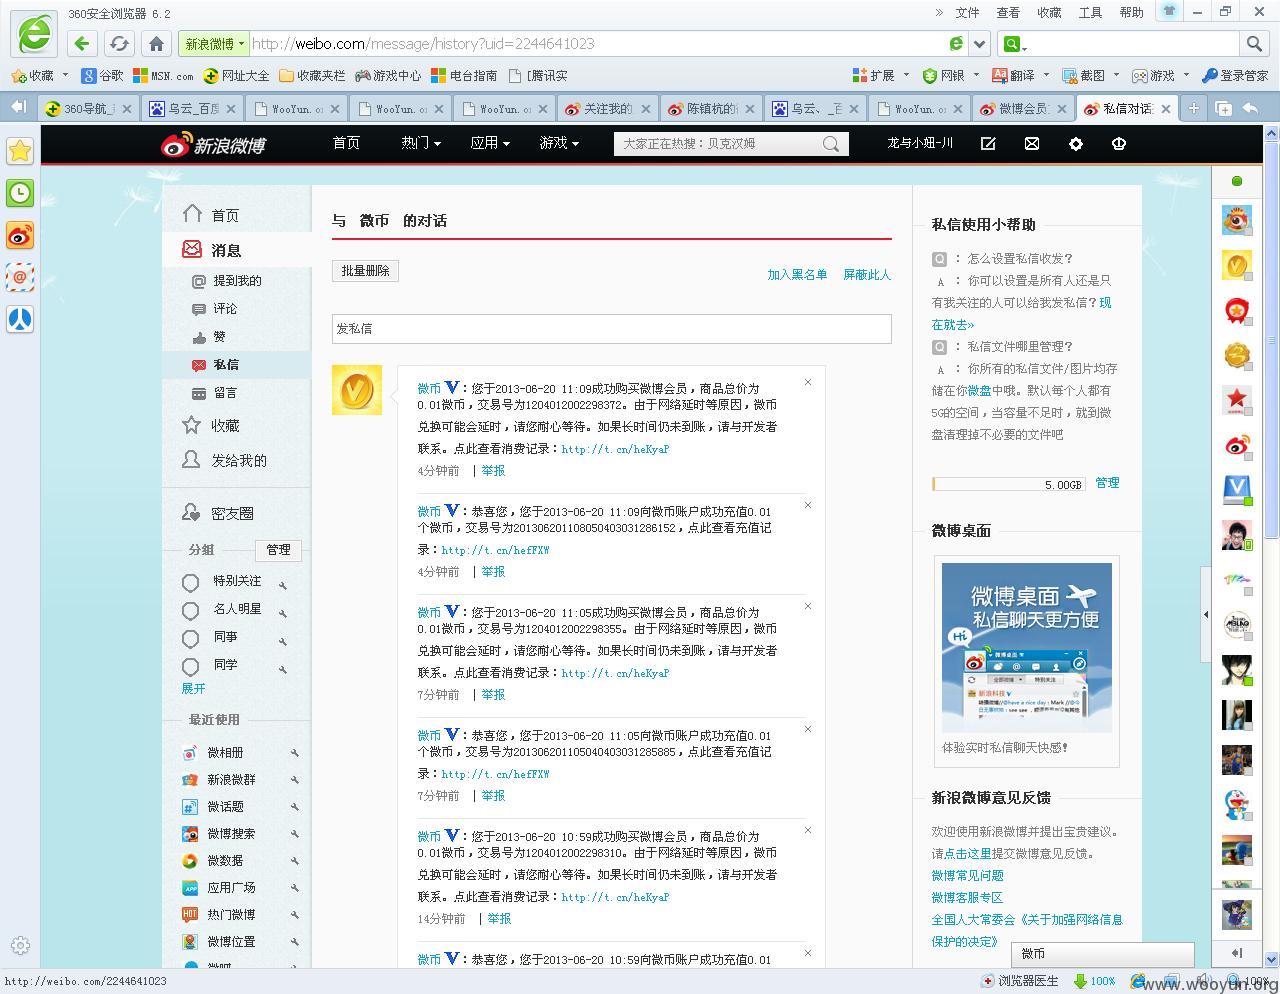 360安全浏览器 6.2
» 文件 查看 收藏 工具 帮助
新浪微博 http://weibo.com/message/history?uid=2244641023
收藏 谷歌 MSN.com 网址大全 收藏夹栏 游戏中心 电台指南 [腾讯实 扩展 网银 翻译 截图 游戏 登录管家
360导航_ 乌云_百度 WooYun.o WooYun.o WooYun.o 关注我的 陈镇杭的 乌云、_百 WooYun.o 微博会员 私信对话
新浪微博 首页 热门 应用 游戏 大家正在热搜：贝克汉姆 龙与小妞-川
首页
消息
提到我的
评论
赞
私信
留言
收藏
发给我的
密友圈
分组 管理
特别关注
名人明星
同事
同学
展开
最近使用
微相册
新浪微群
微话题
微博搜索
微数据
应用广场
热门微博
微博位置
与 微币 的对话
批量删除 加入黑名单 屏蔽此人
发私信
微币 V：您于2013-06-20 11:09成功购买微博会员，商品总价为
0.01微币，交易号为1204012002298372。由于网络延时等原因，微币
兑换可能会延时，请您耐心等待。如果长时间仍未到账，请与开发者
联系。点此查看消费记录：http://t.cn/heKyaP
4分钟前 | 举报
微币 V：恭喜您，您于2013-06-20 11:09向微币账户成功充值0.01
个微币，交易号为201306201108050403031286152，点此查看充值记
录：http://t.cn/hefFXW
4分钟前 | 举报
微币 V：您于2013-06-20 11:05成功购买微博会员，商品总价为
0.01微币，交易号为1204012002298355。由于网络延时等原因，微币
兑换可能会延时，请您耐心等待。如果长时间仍未到账，请与开发者
联系。点此查看消费记录：http://t.cn/heKyaP
7分钟前 | 举报
微币 V：恭喜您，您于2013-06-20 11:05向微币账户成功充值0.01
个微币，交易号为201306201105040403031285885，点此查看充值记
录：http://t.cn/hefFXW
7分钟前 | 举报
微币 V：您于2013-06-20 10:59成功购买微博会员，商品总价为
0.01微币，交易号为1204012002298310。由于网络延时等原因，微币
兑换可能会延时，请您耐心等待。如果长时间仍未到账，请与开发者
联系。点此查看消费记录：http://t.cn/heKyaP
14分钟前 | 举报
微币 V：恭喜您，您于2013-06-20 10:59向微币账户成功充值0.01
私信使用小帮助
Q ：怎么设置私信收发？
A ：你可以设置是所有人还是只
有我关注的人可以给我发私信？现
在就去»
Q ：私信文件哪里管理？
A ：你所有的私信文件/图片均存
储在你微盘中哦。默认每个人都有
5G的空间，当容量不足时，就到微
盘清理掉不必要的文件吧
5.00GB 管理
微博桌面
微博桌面
私信聊天更方便
Hi
体验实时私信聊天快感！
新浪微博意见反馈
欢迎使用新浪微博并提出宝贵建议。
请点击这里提交微博意见反馈。
微博常见问题
微博客服专区
全国人大常委会《关于加强网络信息
保护的决定》
微币
http://weibo.com/2244641023 浏览器医生 100% 100%
www.wooyun.org